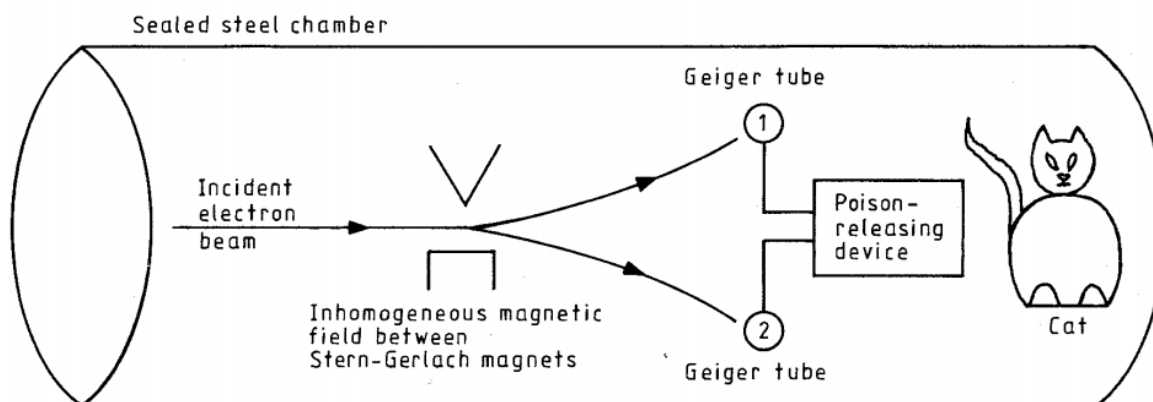 Sealed steel chamber
Geiger tube
1
Incident
electron
beam
Poison-
releasing
device
Inhomogeneous magnetic
field between
Stern-Gerlach magnets
2
Geiger tube
Cat